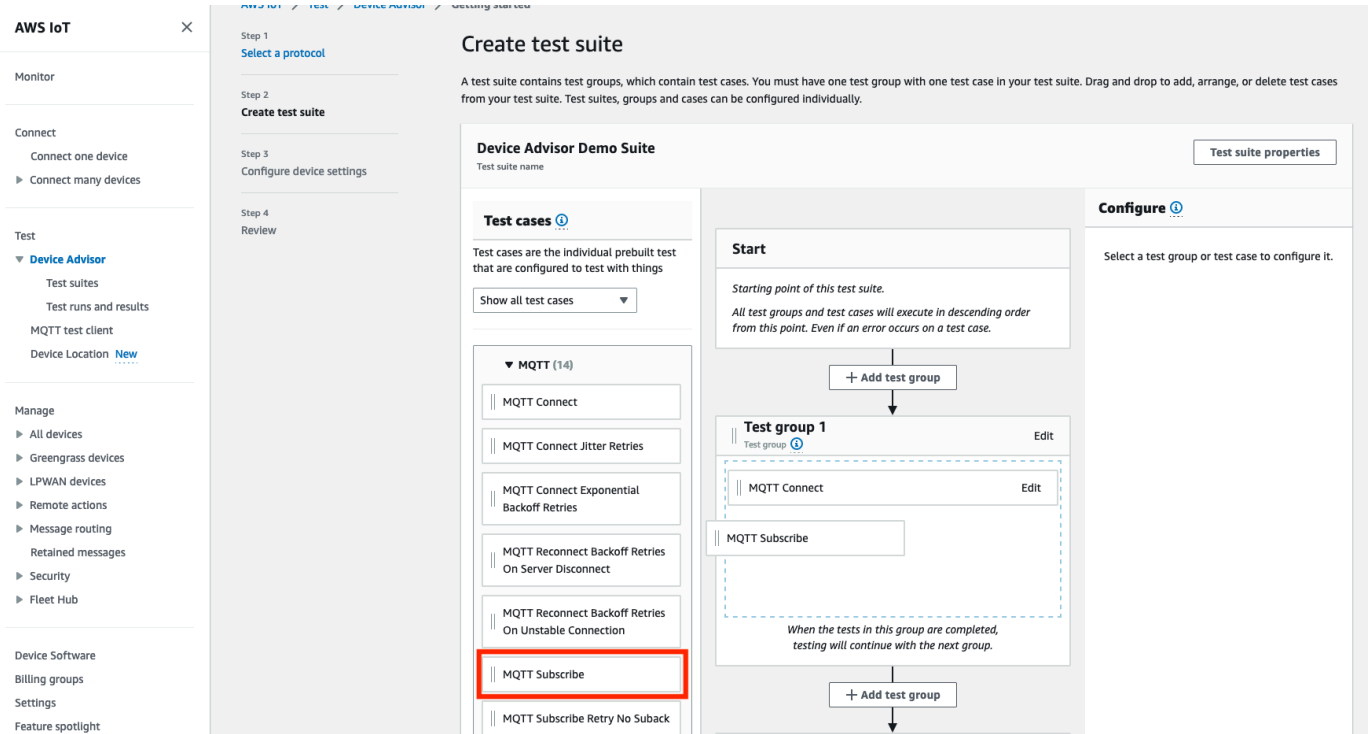 AWS IoT
Monitor
Connect
Connect one device
Connect many devices
Test
Device Advisor
Test suites
Test runs and results
MQTT test client
Device Location New
Manage
All devices
Greengrass devices
LPWAN devices
Remote actions
Message routing
Retained messages
Security
Fleet Hub
Device Software
Billing groups
Settings
Feature spotlight
AWS IoT > Test > Device Advisor > Getting started
Step 1
Select a protocol
Step 2
Create test suite
Step 3
Configure device settings
Step 4
Review
Create test suite
A test suite contains test groups, which contain test cases. You must have one test group with one test case in your test suite. Drag and drop to add, arrange, or delete test cases
from your test suite. Test suites, groups and cases can be configured individually.
Device Advisor Demo Suite
Test suite name
Test suite properties
Test cases
Test cases are the individual prebuilt test
that are configured to test with things
Show all test cases
MQTT (14)
MQTT Connect
MQTT Connect Jitter Retries
MQTT Connect Exponential
Backoff Retries
MQTT Reconnect Backoff Retries
On Server Disconnect
MQTT Reconnect Backoff Retries
On Unstable Connection
MQTT Subscribe
MQTT Subscribe Retry No Suback
Start
Starting point of this test suite.
All test groups and test cases will execute in descending order
from this point. Even if an error occurs on a test case.
+ Add test group
Test group 1
Test group
Edit
MQTT Connect
Edit
MQTT Subscribe
When the tests in this group are completed,
testing will continue with the next group.
+ Add test group
Configure
Select a test group or test case to configure it.